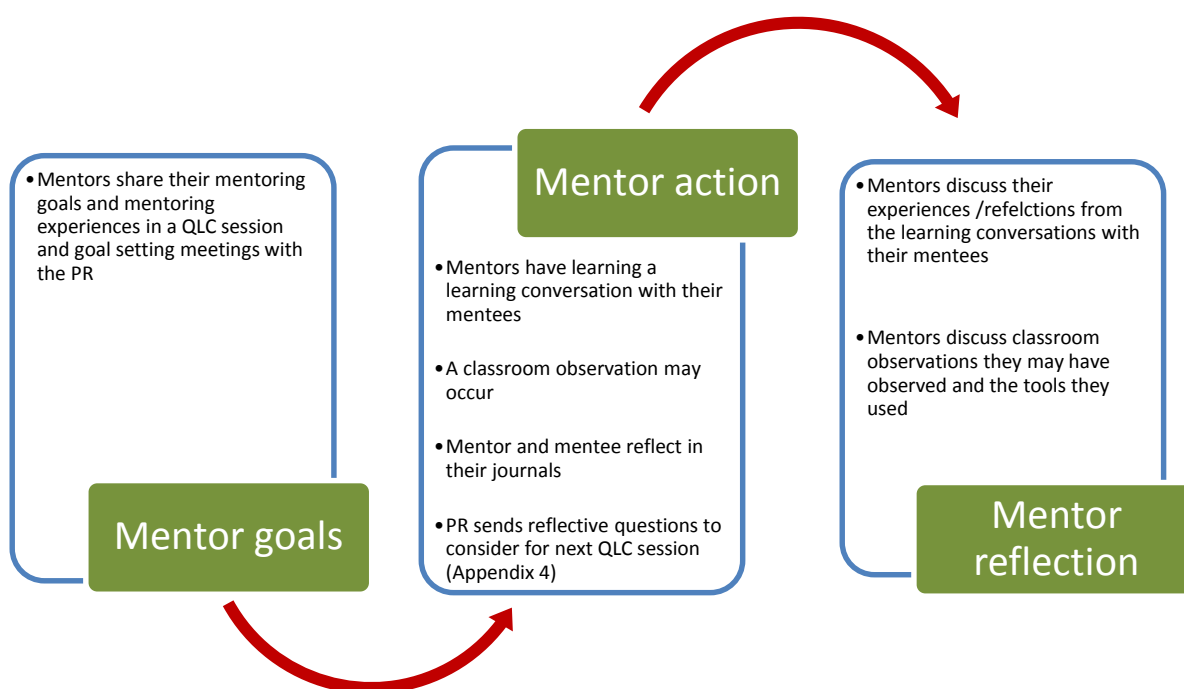 •Mentors share their mentoring
goals and mentoring
experiences in a QLC session
and goal setting meetings with
the PR
Mentor goals
Mentor action
•Mentors have learning a
learning conversation with their
mentees
•A classroom observation may
occur
•Mentor and mentee reflect in
their journals
•PR sends reflective questions to
consider for next QLC session
(Appendix 4)
•Mentors discuss their
experiences /refelctions from
the learning conversations with
their mentees
•Mentors discuss classroom
observations they may have
observed and the tools they
used
Mentor
reflection